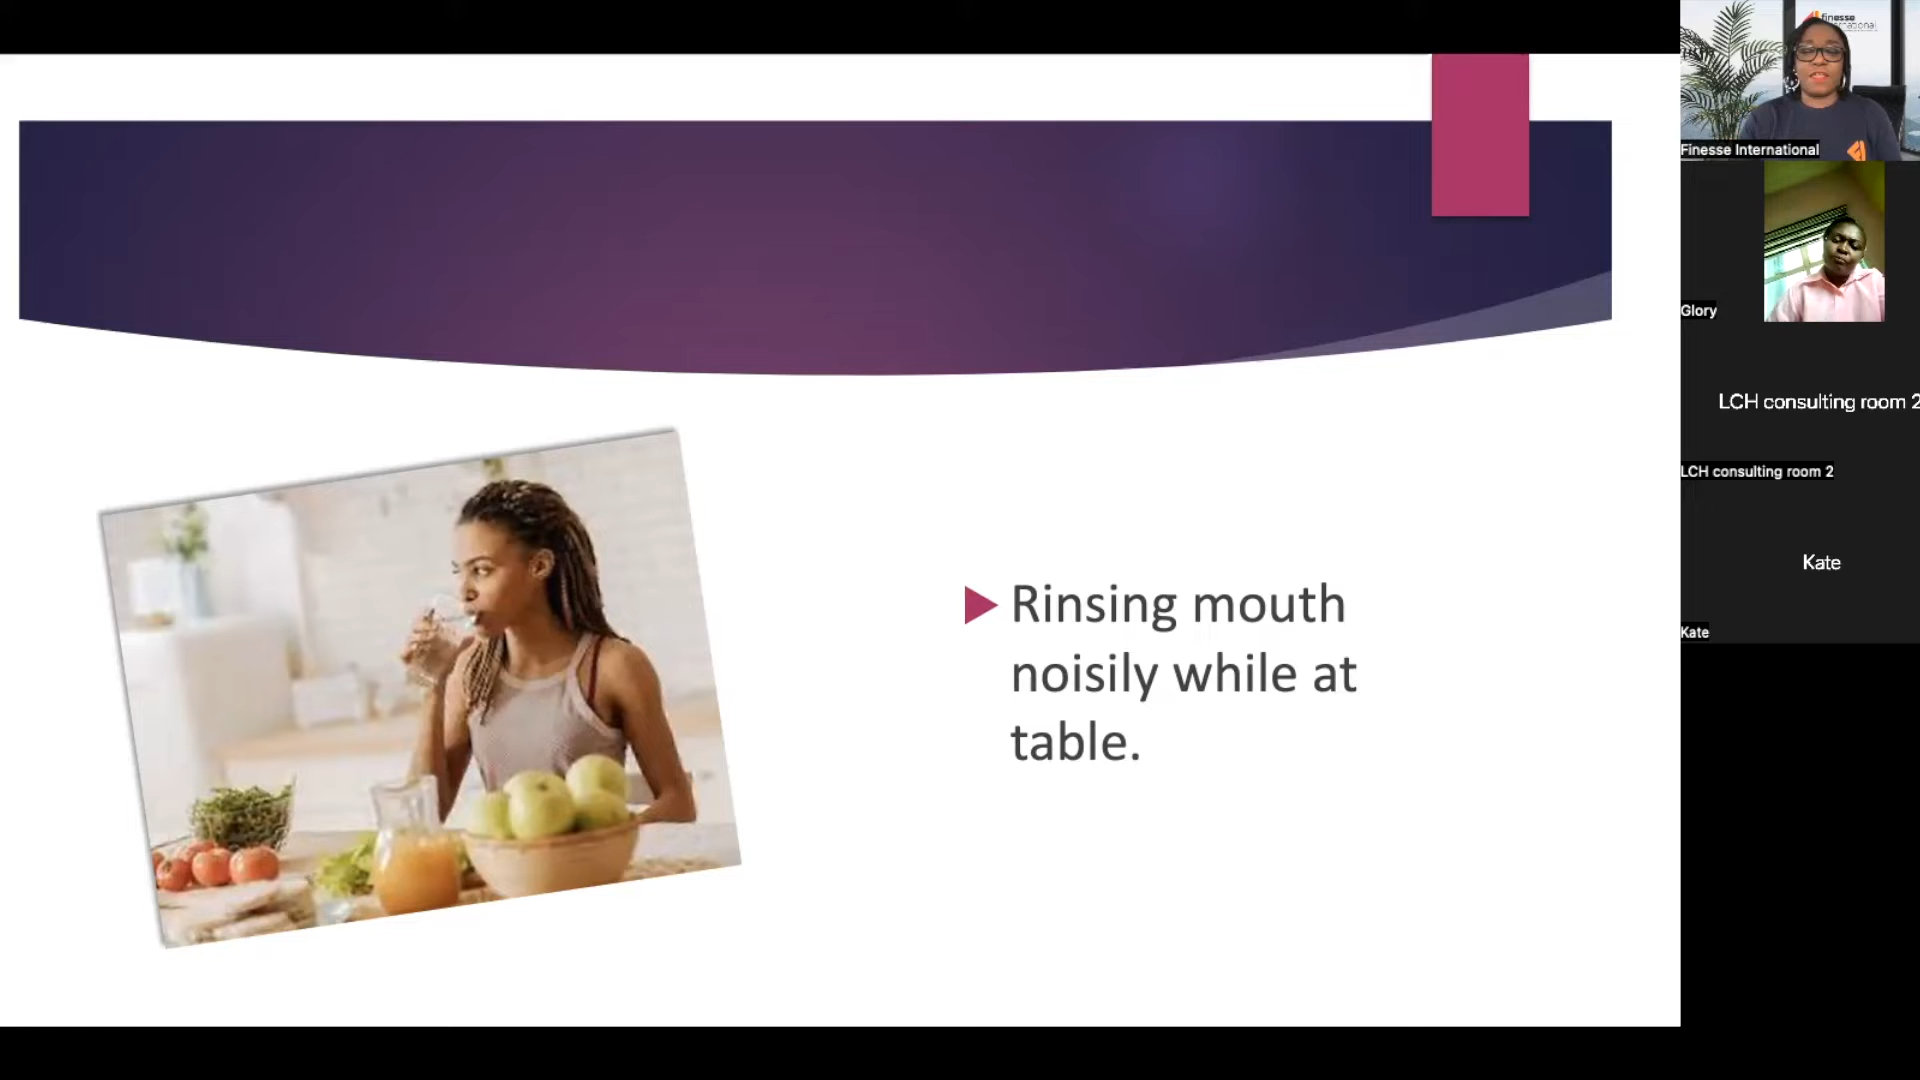 Rinsing mouth
noisily while at
table.
finesse
Finesse International
Glory
LCH consulting room 2
LCH consulting room 2
Kate
Kate